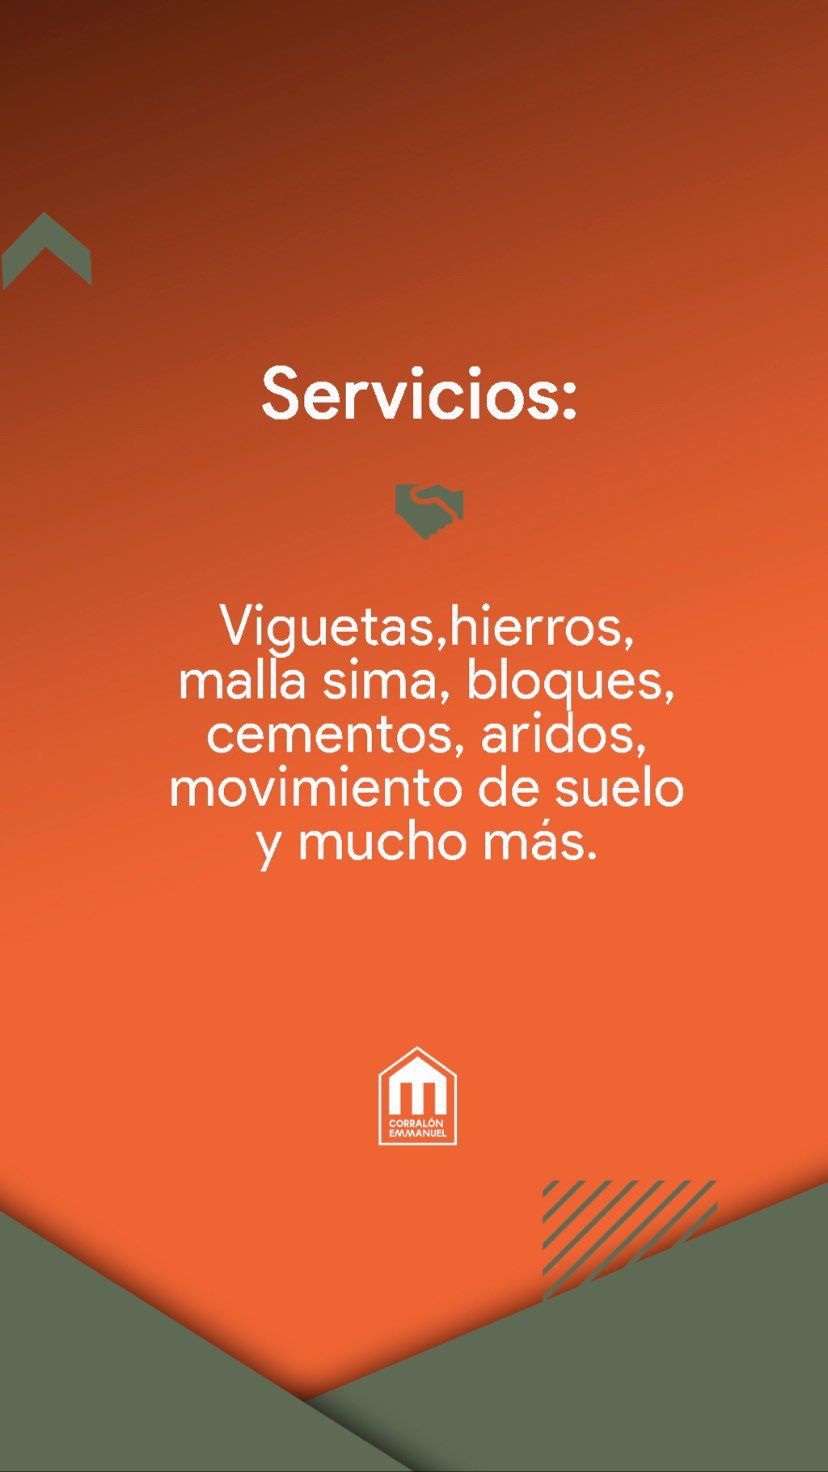 Servicios:
Viguetas,hierros,
malla sima, bloques,
cementos, aridos,
movimiento de suelo
y mucho más.
CORRALÓN
EMMANUEL